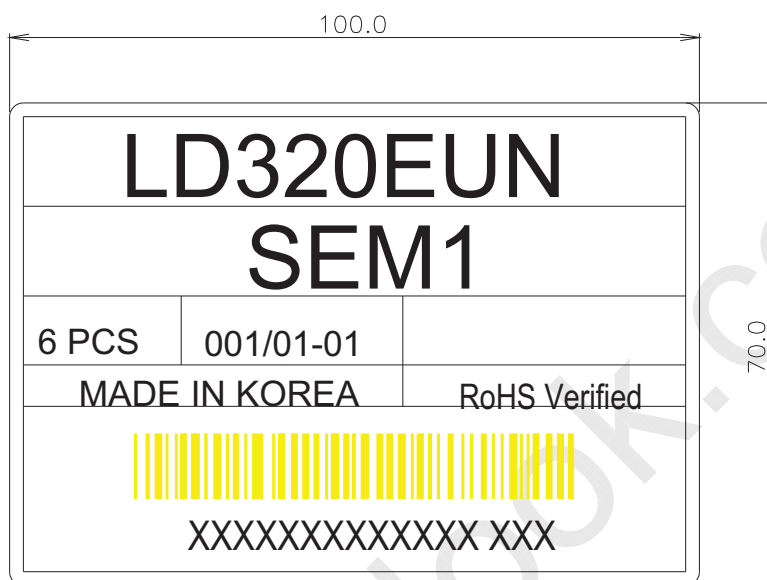 100.0
LD320EUN
SEM1
6 PCS 001/01-01
70.0
MADE IN KOREA RoHS Verified
XXXXXXXXXXXXX XXX